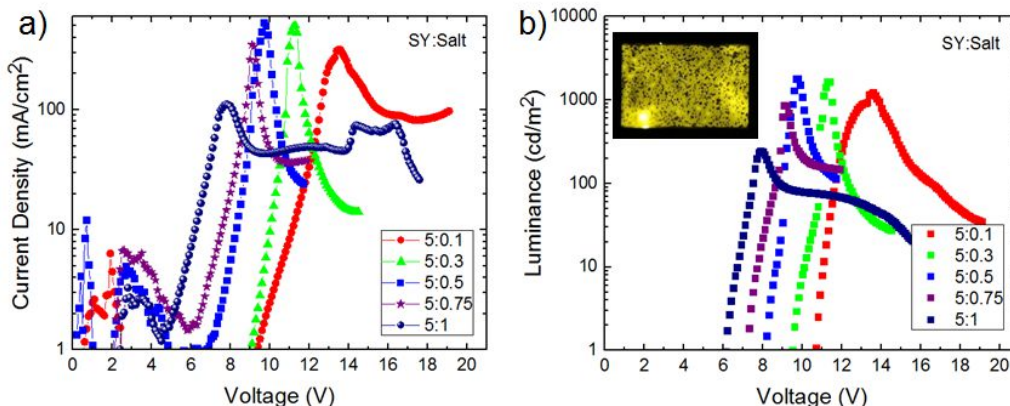 a)
SY:Salt
Current Density (mA/cm²)
100
10
1
0 2 4 6 8 10 12 14 16 18 20
Voltage (V)
5:0.1
5:0.3
5:0.5
5:0.75
5:1
b)
SY:Salt
Luminance (cd/m²)
10000
1000
100
10
1
0 2 4 6 8 10 12 14 16 18 20
Voltage (V)
5:0.1
5:0.3
5:0.5
5:0.75
5:1